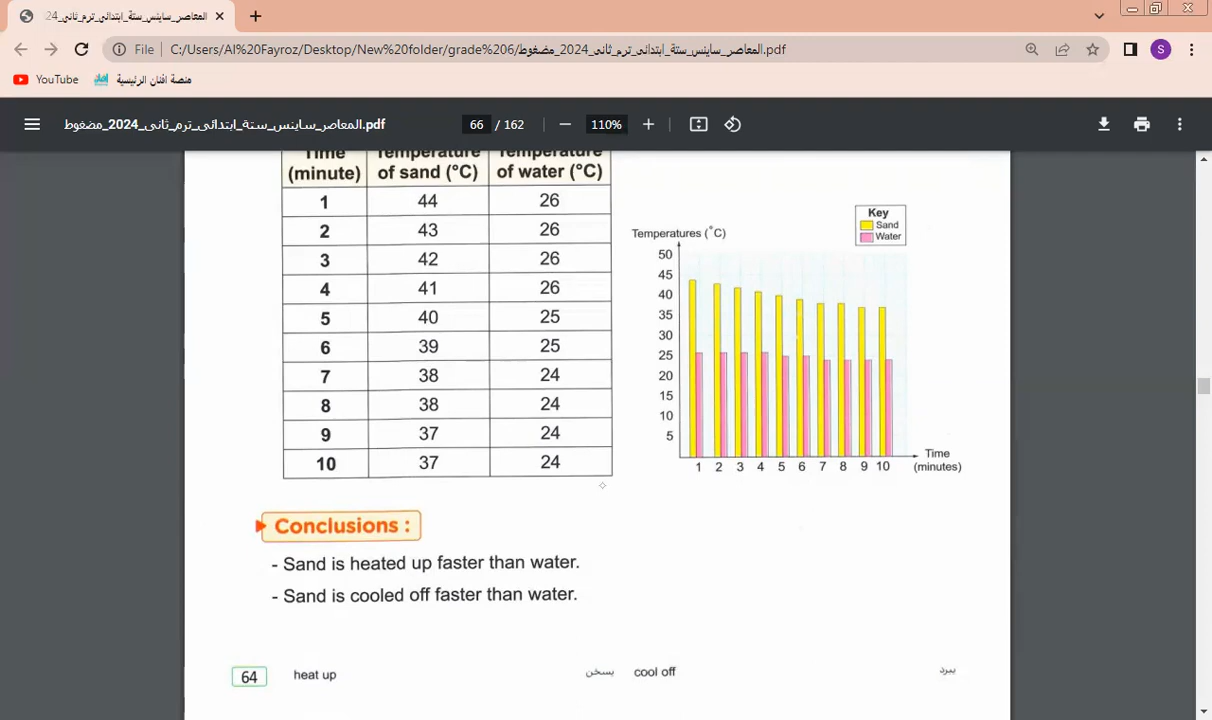 المعاصر_ساينس_ستة_ابتدائى_ترم_ثانى_24
File C:/Users/Al%20Fayroz/Desktop/New%20folder/grade%206/المعاصر_ساينس_ستة_ابتدائى_ترم_ثانى_2024_مضغوط.pdf
S
YouTube منصة افنان الرئيسية
المعاصر_ساينس_ستة_ابتدائى_ترم_ثانى_2024_مضغوط.pdf 66 / 162 110%
Time (minute) Temperature of sand (°C) Temperature of water (°C)
1 44 26
2 43 26
3 42 26
4 41 26
5 40 25
6 39 25
7 38 24
8 38 24
9 37 24
10 37 24
Key
Sand
Water
Temperatures (°C)
50
45
40
35
30
25
20
15
10
5
1 2 3 4 5 6 7 8 9 10
Time (minutes)
Conclusions :
- Sand is heated up faster than water.
- Sand is cooled off faster than water.
64 heat up يسخن cool off يبرد